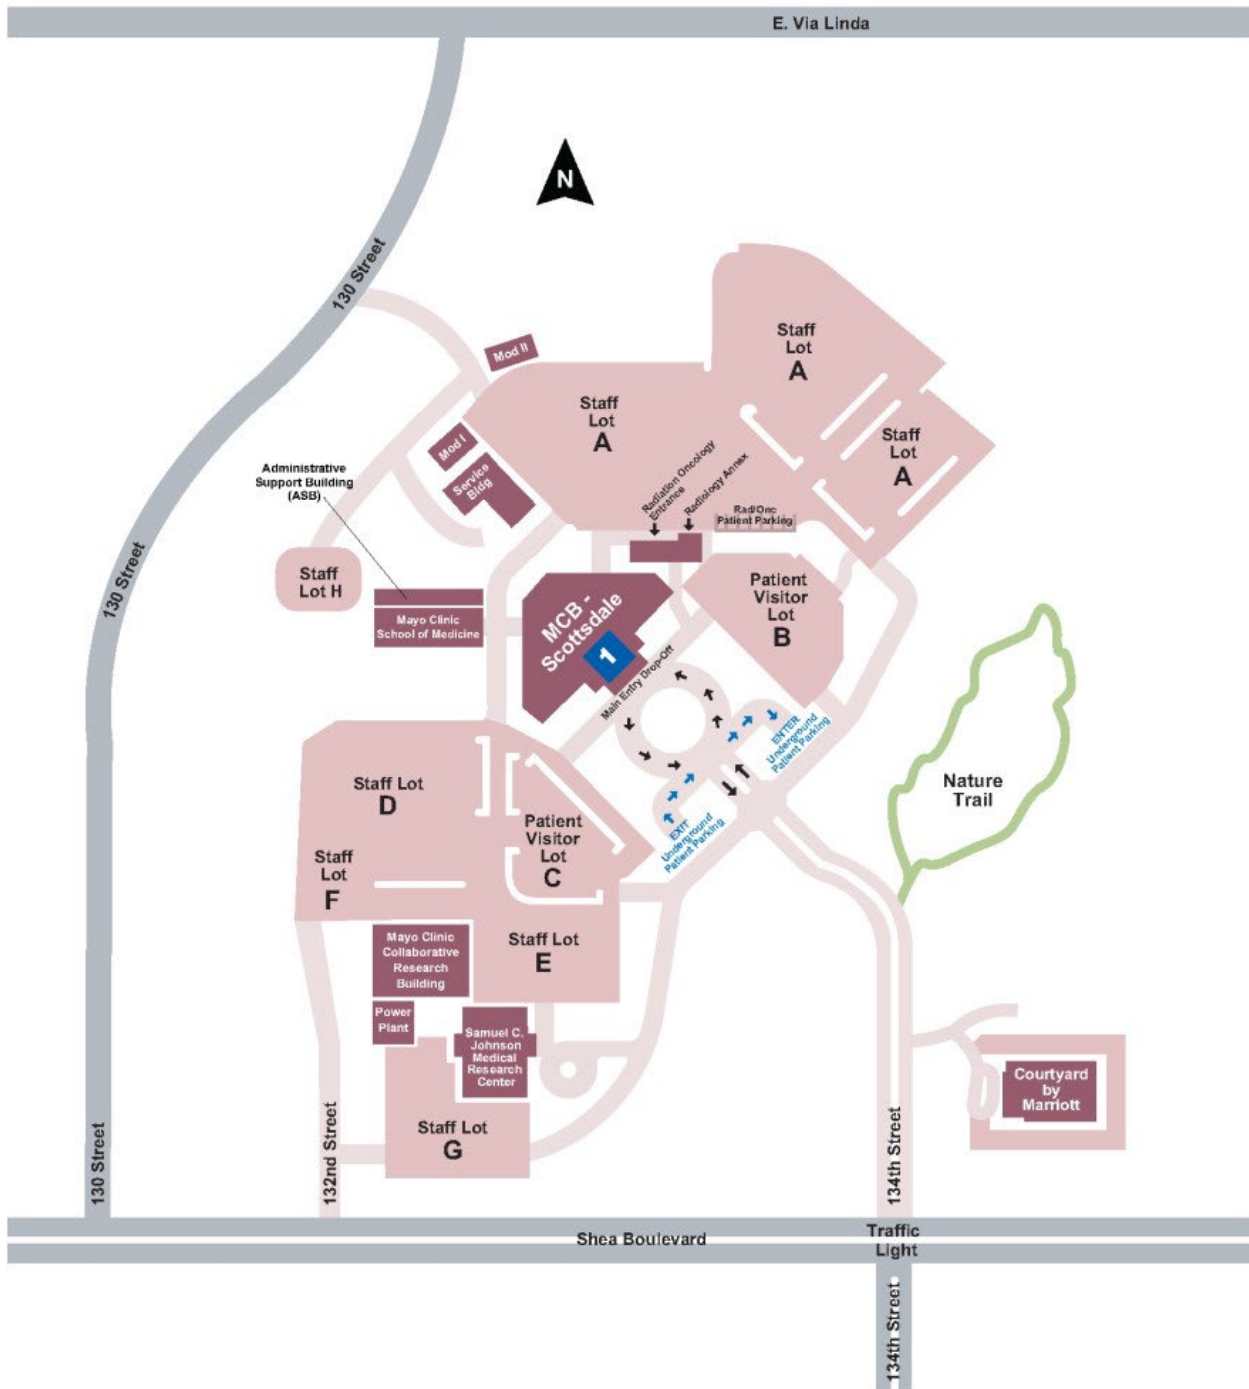 E. Via Linda
N
130 Street
Mod II
Staff
Lot
A
Staff
Lot
A
Staff
Lot
A
Mod I
Service
Bldg
Radiation Oncology
Entrance
Radiology Annex
Rad/Onc
Patient Parking
Administrative
Support Building
(ASB)
130 Street
Staff
Lot H
Mayo Clinic
School of Medicine
MCB -
Scottsdale
1
Patient
Visitor
Lot
B
Main Entry Drop-Off
ENTER
Underground
Patient Parking
EXIT
Underground
Patient Parking
Nature
Trail
Staff Lot
D
Patient
Visitor
Lot
C
Staff
Lot
F
Mayo Clinic
Collaborative
Research
Building
Staff Lot
E
Power
Plant
Samuel C.
Johnson
Medical
Research
Center
Courtyard
by
Marriott
Staff Lot
G
130 Street
132nd Street
134th Street
Shea Boulevard
Traffic
Light
134th Street